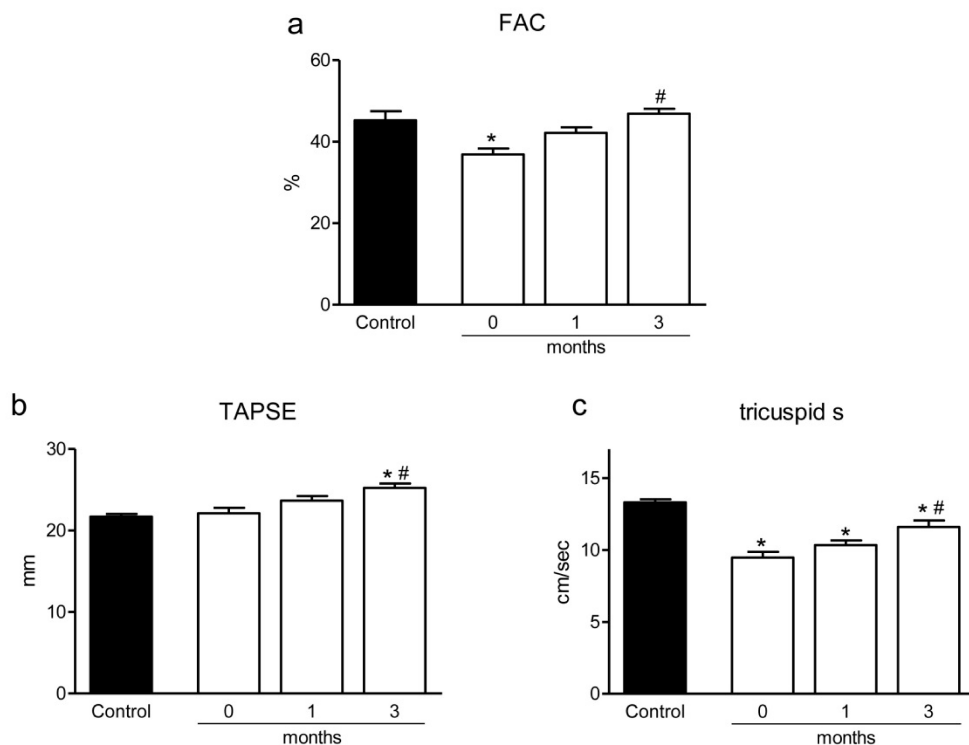 a
FAC
60
40
20
0
%
*
#
Control 0 1 3
months
b
TAPSE
30
20
10
0
mm
* #
Control 0 1 3
months
c
tricuspid s
15
10
5
0
cm/sec
*
*
* #
Control 0 1 3
months